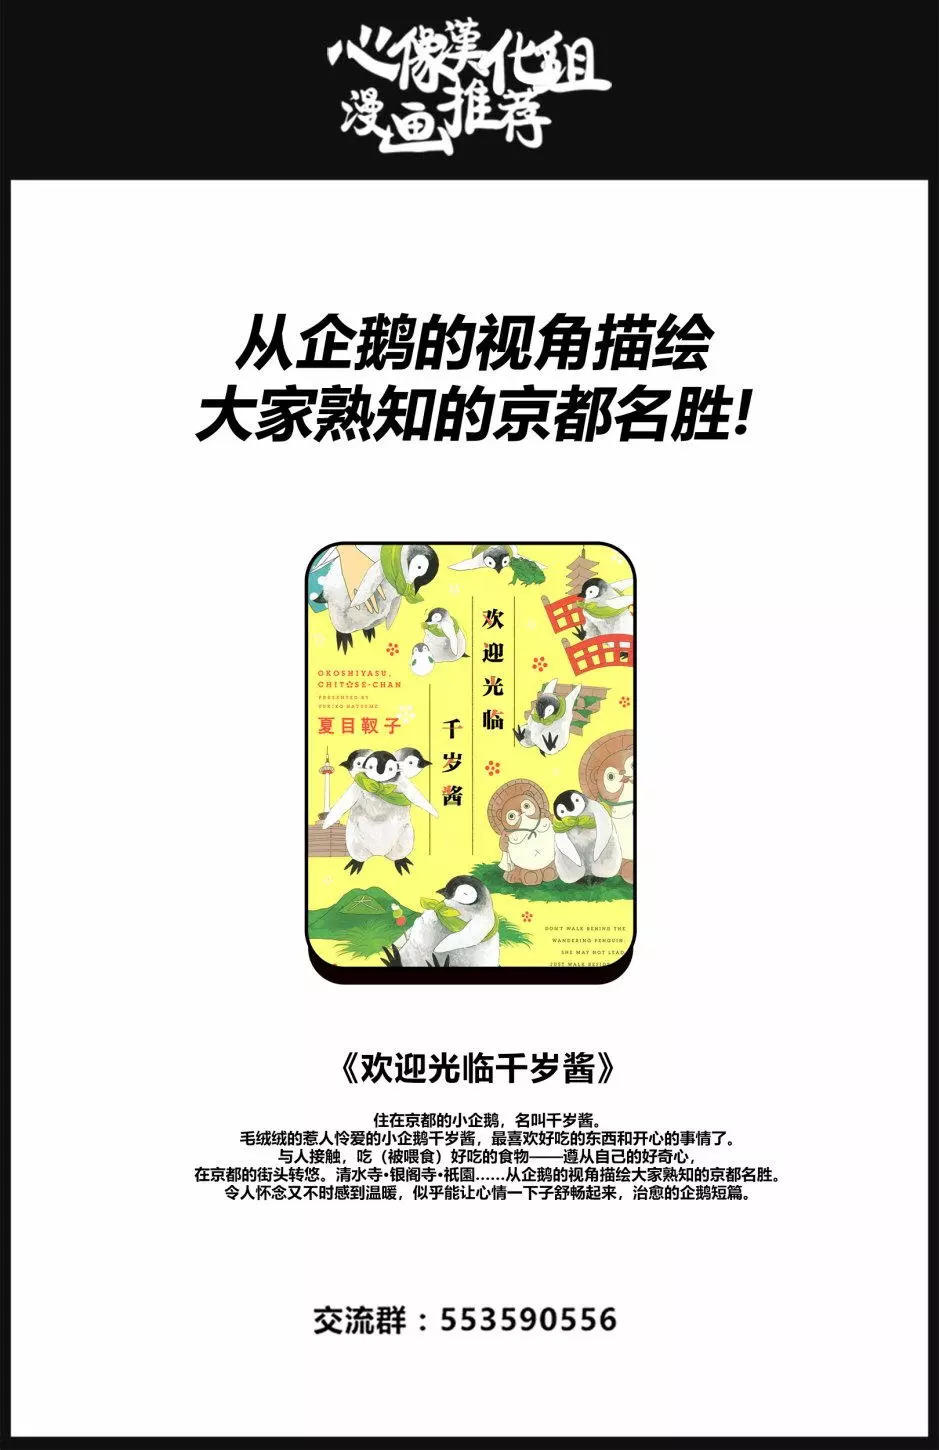 心像漢化组
漫画推荐
从企鹅的视角描绘
大家熟知的京都名胜!
欢迎光临
千岁酱
OKOSHIYASU,
CHIT☆SE-CHAN
PRESENTED BY
YUKIKO NATSUME
夏目靫子
DON'T WALK BEHIND THE
WANDERING PENGUIN.
SHE MAY NOT LEAD
JUST WALK BESIDE
《欢迎光临千岁酱》
住在京都的小企鹅，名叫千岁酱。
毛绒绒的惹人怜爱的小企鹅千岁酱，最喜欢好吃的东西和开心的事情了。
与人接触，吃（被喂食）好吃的食物——遵从自己的好奇心，
在京都的街头转悠。清水寺·银阁寺·祇園……从企鹅的视角描绘大家熟知的京都名胜。
令人怀念又不时感到温暖，似乎能让心情一下子舒畅起来，治愈的企鹅短篇。
交流群：553590556